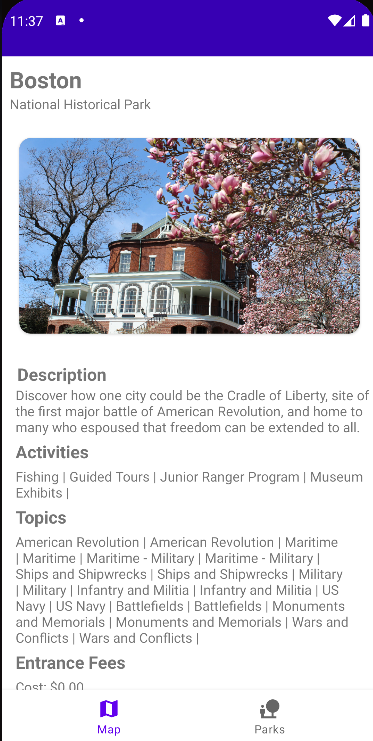 11:37 A
Boston
National Historical Park
Description
Discover how one city could be the Cradle of Liberty, site of
the first major battle of American Revolution, and home to
many who espoused that freedom can be extended to all.
Activities
Fishing | Guided Tours | Junior Ranger Program | Museum
Exhibits |
Topics
American Revolution | American Revolution | Maritime
| Maritime | Maritime - Military | Maritime - Military |
Ships and Shipwrecks | Ships and Shipwrecks | Military
| Military | Infantry and Militia | Infantry and Militia | US
Navy | US Navy | Battlefields | Battlefields | Monuments
and Memorials | Monuments and Memorials | Wars and
Conflicts | Wars and Conflicts |
Entrance Fees
Cost: $0.00
Map
Parks